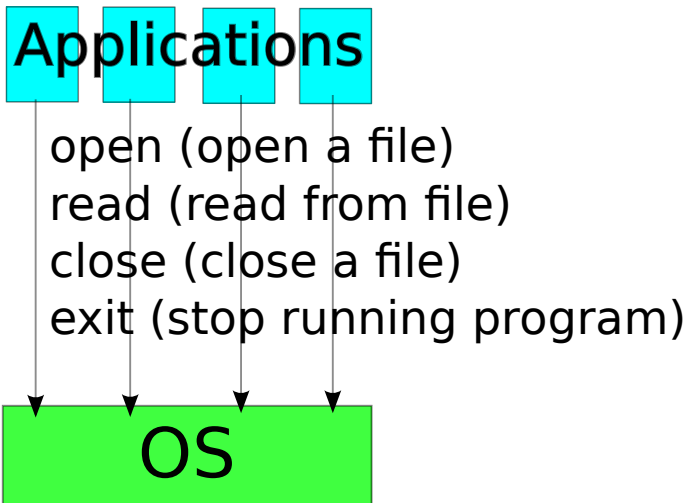 Applications
open (open a file)
read (read from file)
close (close a file)
exit (stop running program)
OS